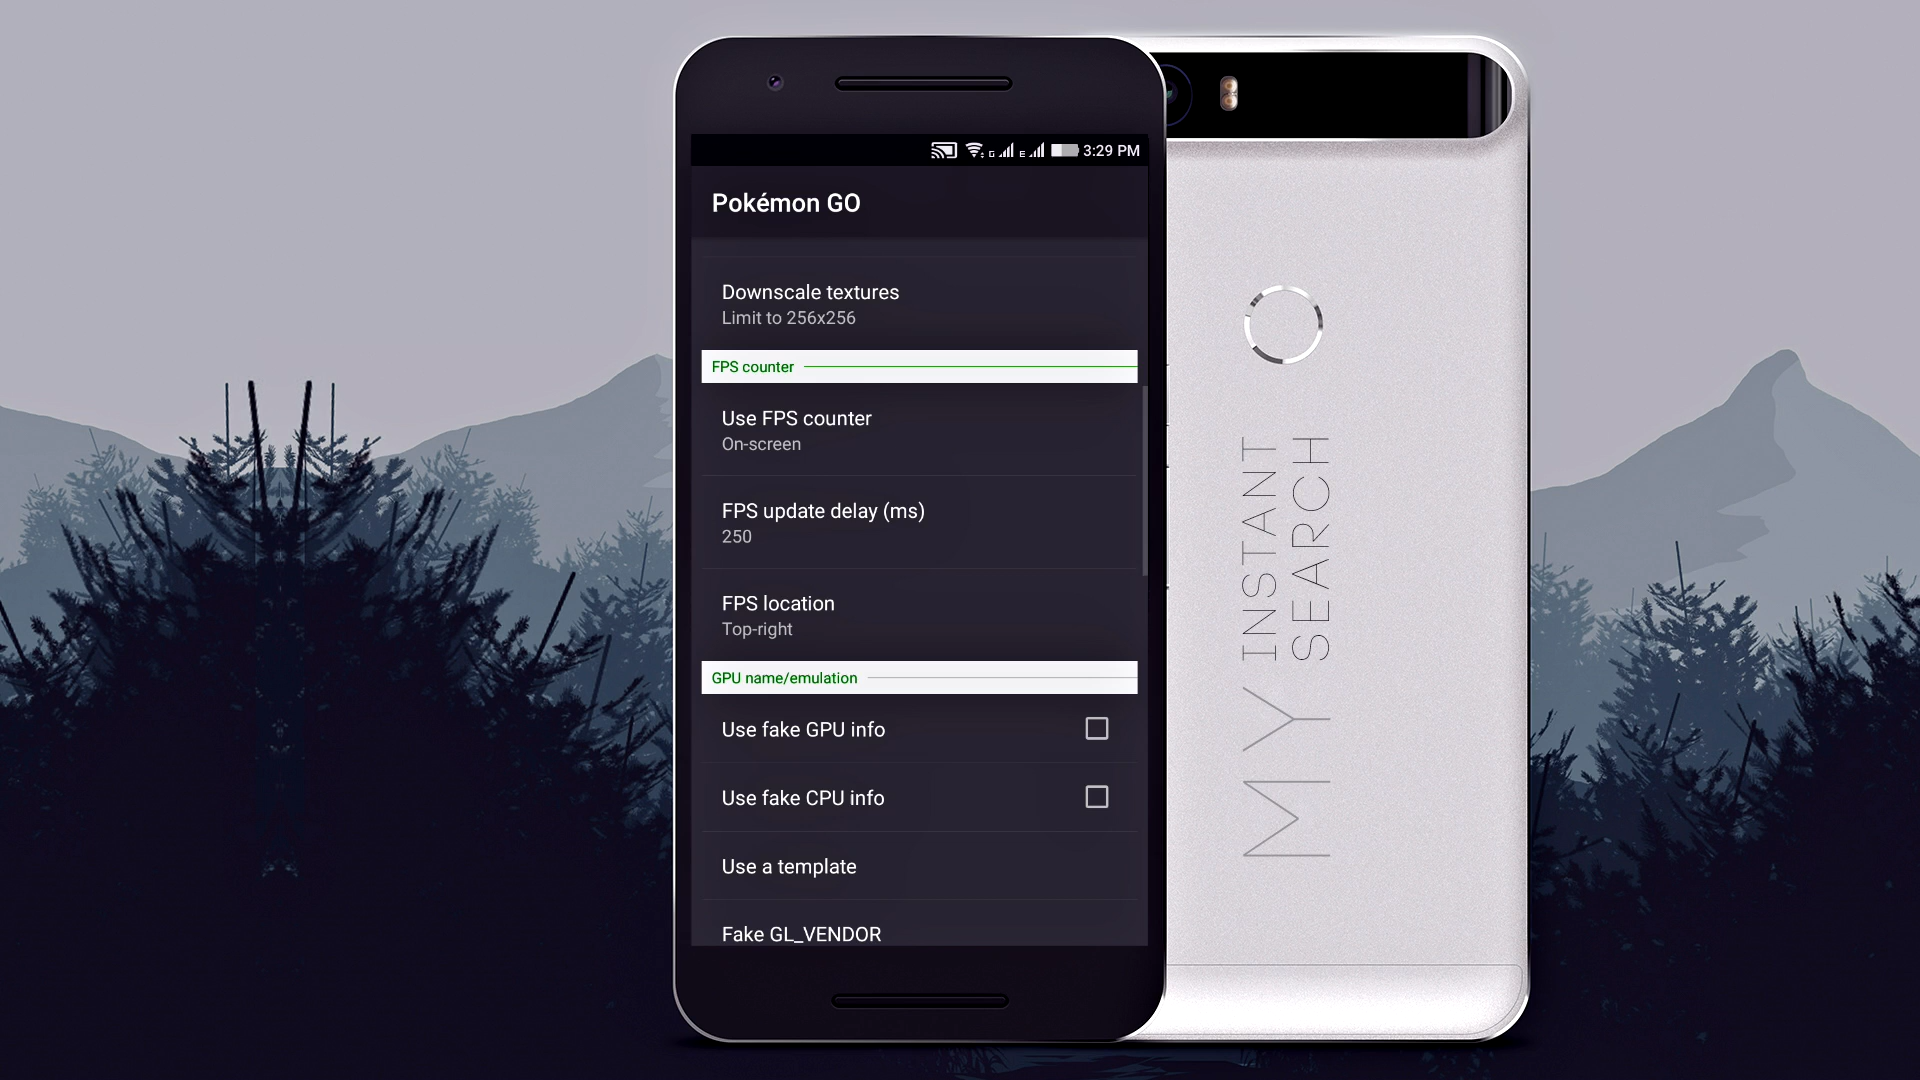 G E 3:29 PM
Pokémon GO
Downscale textures
Limit to 256x256
FPS counter
Use FPS counter
On-screen
FPS update delay (ms)
250
FPS location
Top-right
GPU name/emulation
Use fake GPU info
Use fake CPU info
Use a template
Fake GL_VENDOR
MY INSTANT
SEARCH